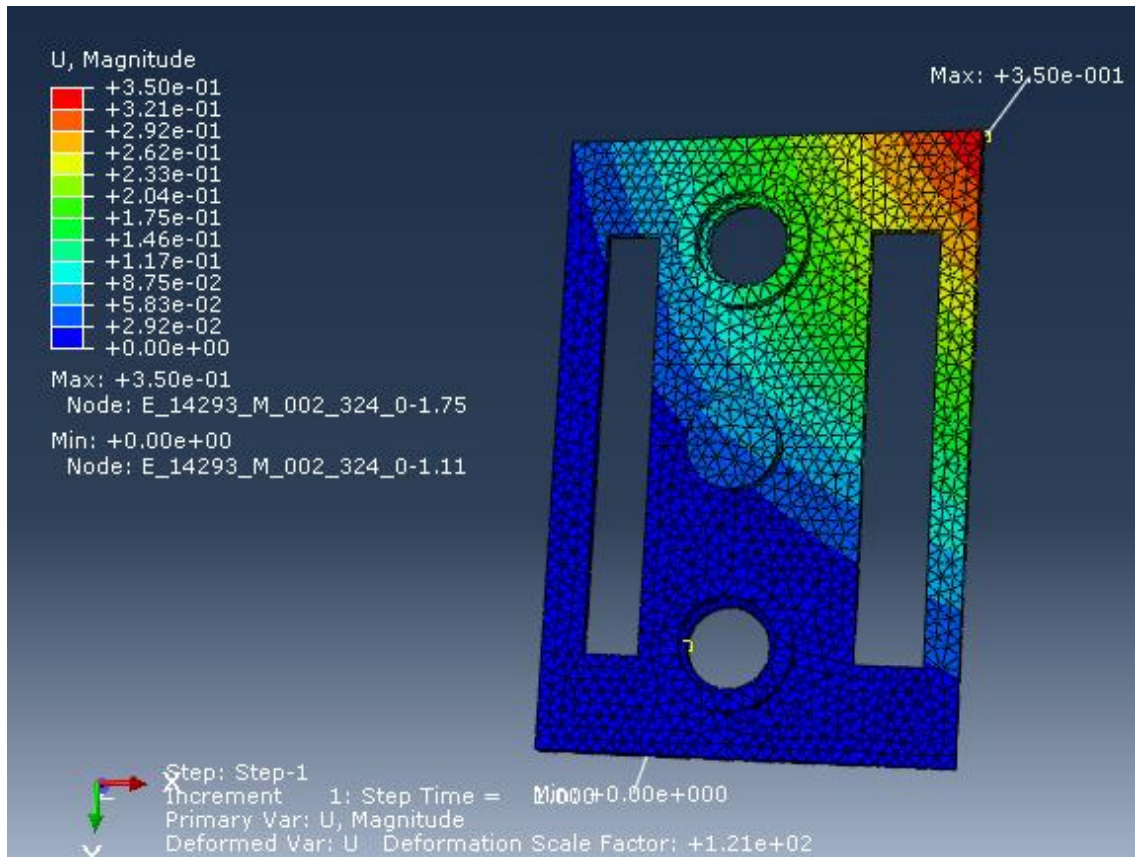 U, Magnitude
+3.50e-01
+3.21e-01
+2.92e-01
+2.62e-01
+2.33e-01
+2.04e-01
+1.75e-01
+1.46e-01
+1.17e-01
+8.75e-02
+5.83e-02
+2.92e-02
+0.00e+00
Max: +3.50e-01
Node: E_14293_M_002_324_0-1.75
Min: +0.00e+00
Node: E_14293_M_002_324_0-1.11
Max: +3.50e-001
X
Y
Step: Step-1
Increment 1: Step Time =
+0.00e+000
Primary Var: U, Magnitude
Deformed Var: U Deformation Scale Factor: +1.21e+02